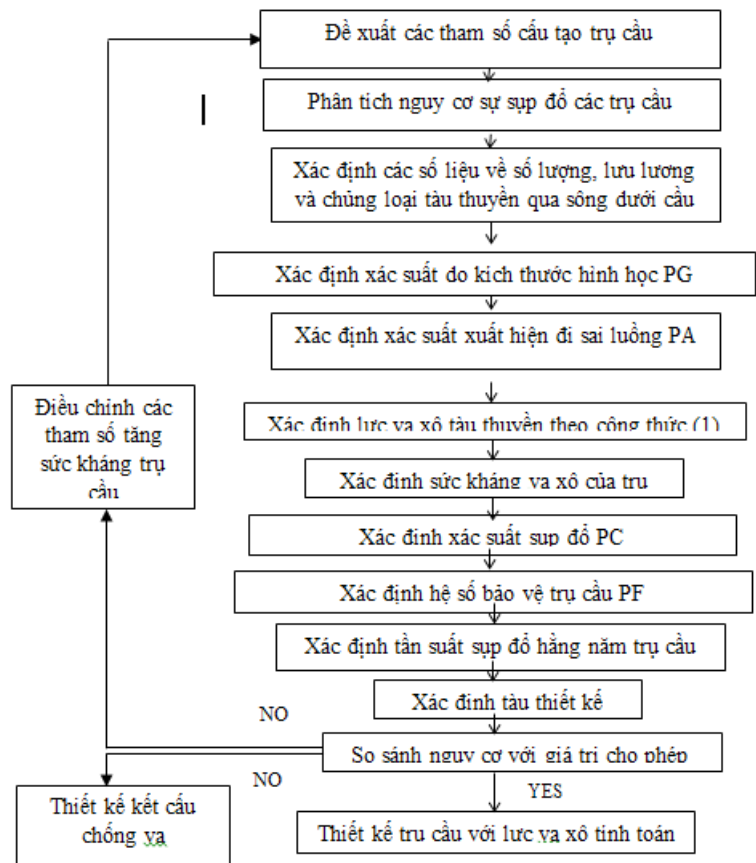 Đề xuất các tham số cấu tạo trụ cầu
Phân tích nguy cơ sự sụp đổ các trụ cầu
Xác định các số liệu về số lượng, lưu lương
và chủng loại tàu thuyền qua sông dưới cầu
Xác định xác suất do kích thước hình học PG
Xác định xác suất xuất hiện đi sai luồng PA
Xác định lực va xô tàu thuyền theo công thức (1)
Xác định sức kháng va xô của trụ
Xác định xác suất sụp đổ PC
Xác định hệ số bảo vệ trụ cầu PF
Xác định tần suất sụp đổ hằng năm trụ cầu
Xác định tàu thiết kế
So sánh nguy cơ với giá trị cho phép
YES
Thiết kế trụ cầu với lực va xô tính toán
Điều chỉnh các
tham số tăng
sức kháng trụ
cầu
NO
NO
Thiết kế kết cấu
chống va